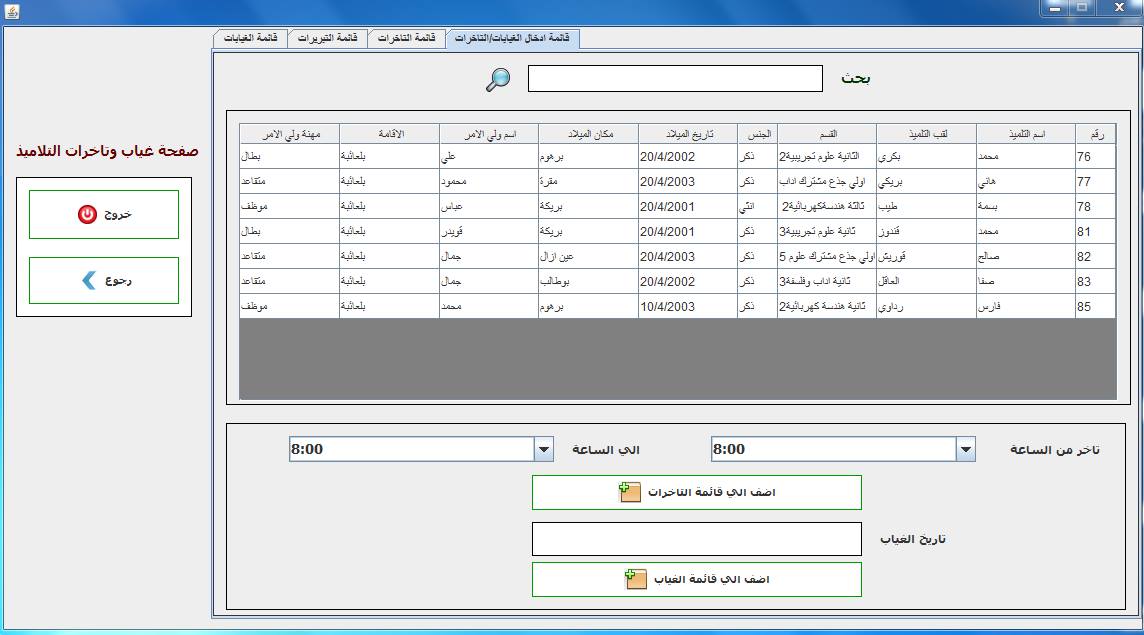 قائمة ادخال الغيابات/التاخرات
قائمة التاخرات
قائمة التبريرات
قائمة الغيابات
بحث
رقم اسم التلميذ لقب التلميذ القسم الجنس تاريخ الميلاد مكان الميلاد اسم ولي الامر الاقامة مهنة ولي الامر
76 محمد بكري الثانية علوم تجريبية2 ذكر 20/4/2002 برهوم علي بلعائبة بطال
77 هاني بريكي اولي جذع مشترك اداب ذكر 20/4/2003 مقرة محمود بلعائبة متقاعد
78 بسمة طيب ثالثة هندسةكهربائية2 انثي 20/4/2001 بريكة عباس بلعائبة موظف
81 محمد قندوز ثانية علوم تجريبية3 ذكر 20/4/2001 بريكة قويدر بلعائبة بطال
82 صالح قوريش اولي جذع مشترك علوم 5 ذكر 20/4/2003 عين ازال جمال بلعائبة متقاعد
83 صفا العاقل ثانية اداب وفلسفة3 ذكر 20/4/2002 بوطالب جمال بلعائبة متقاعد
85 فارس رداوي ثانية هندسة كهربائية2 ذكر 10/4/2003 برهوم محمد بلعائبة موظف
صفحة غياب وتاخرات التلاميذ
خروج
رجوع
تاخر من الساعة 8:00 الي الساعة 8:00
اضف الي قائمة التاخرات
تاريخ الغياب
اضف الي قائمة الغياب